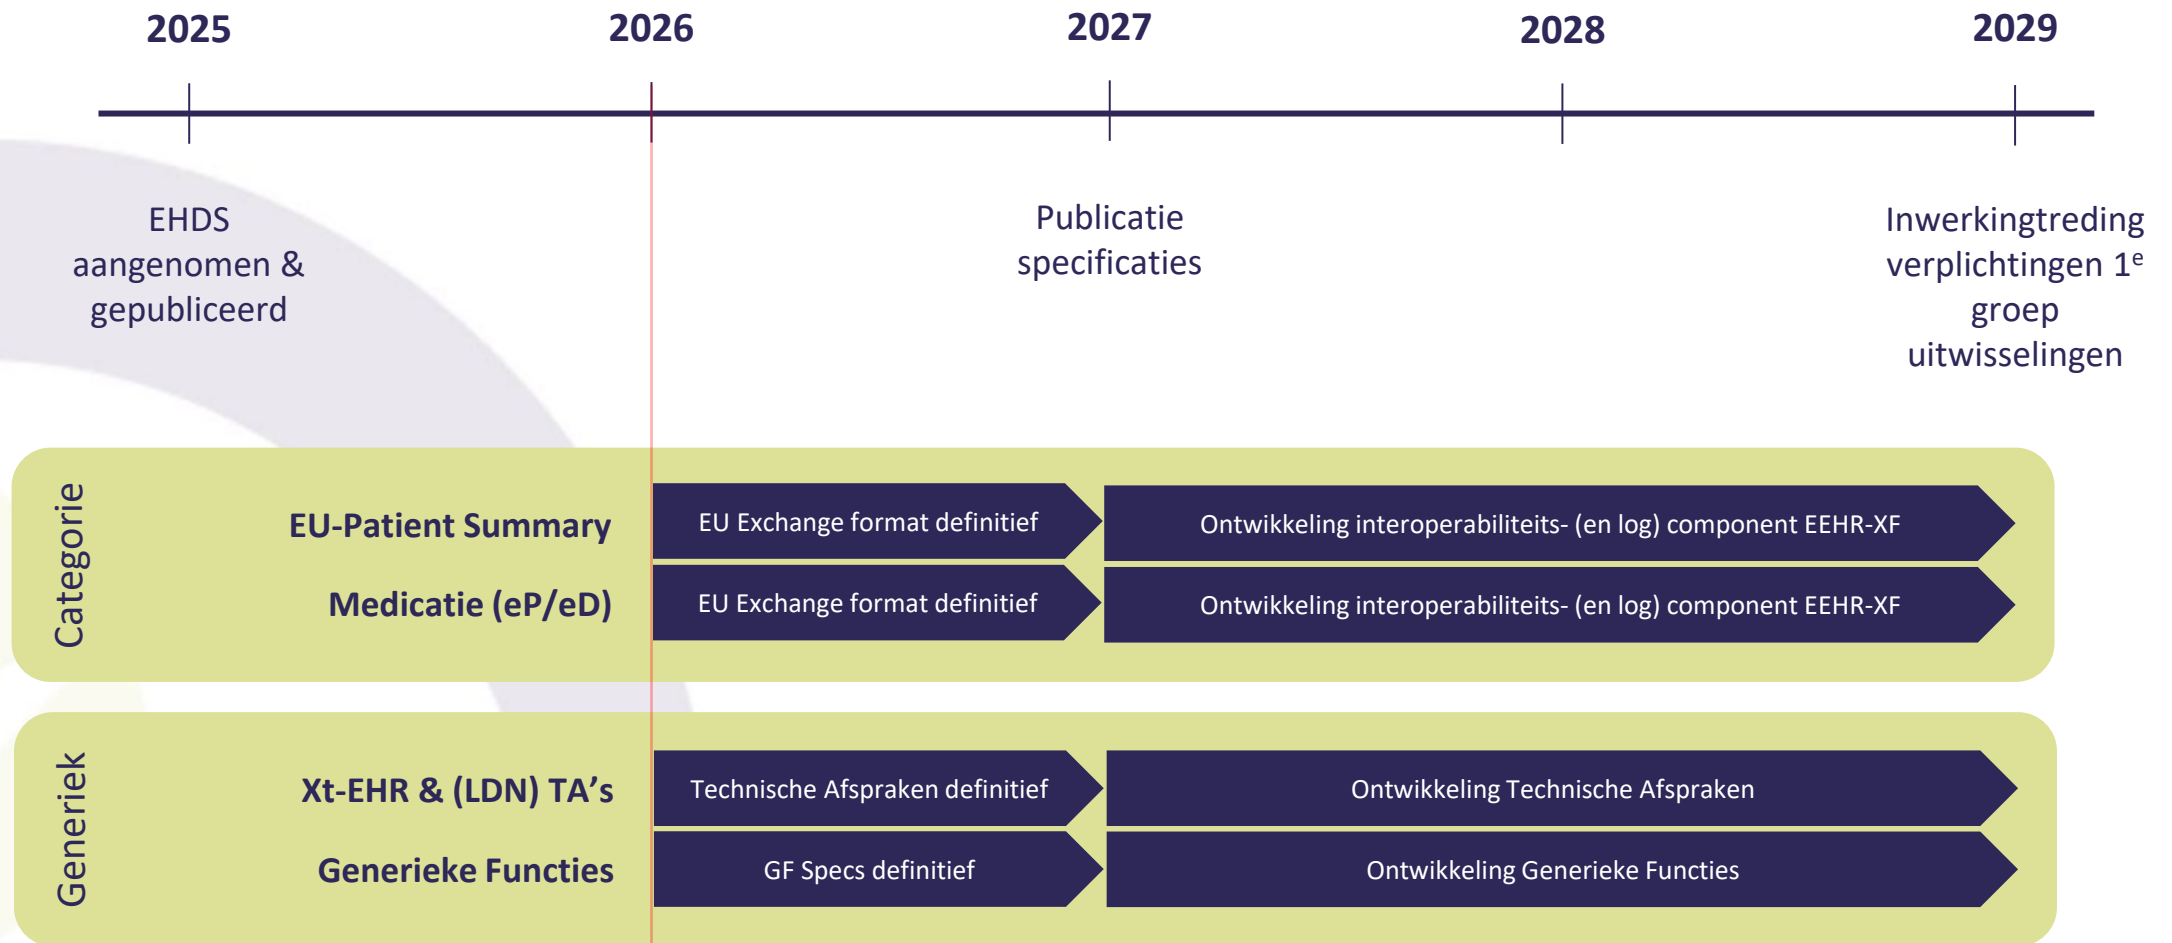 2025
2026
2027
2028
2029
EHDS
aangenomen &
gepubliceerd
Publicatie
specificaties
Inwerkingtreding
verplichtingen 1e
groep
uitwisselingen
Categorie
EU-Patient Summary
EU Exchange format definitief
Ontwikkeling interoperabiliteits- (en log) component EEHR-XF
Medicatie (eP/eD)
EU Exchange format definitief
Ontwikkeling interoperabiliteits- (en log) component EEHR-XF
Generiek
Xt-EHR & (LDN) TA’s
Technische Afspraken definitief
Ontwikkeling Technische Afspraken
Generieke Functies
GF Specs definitief
Ontwikkeling Generieke Functies